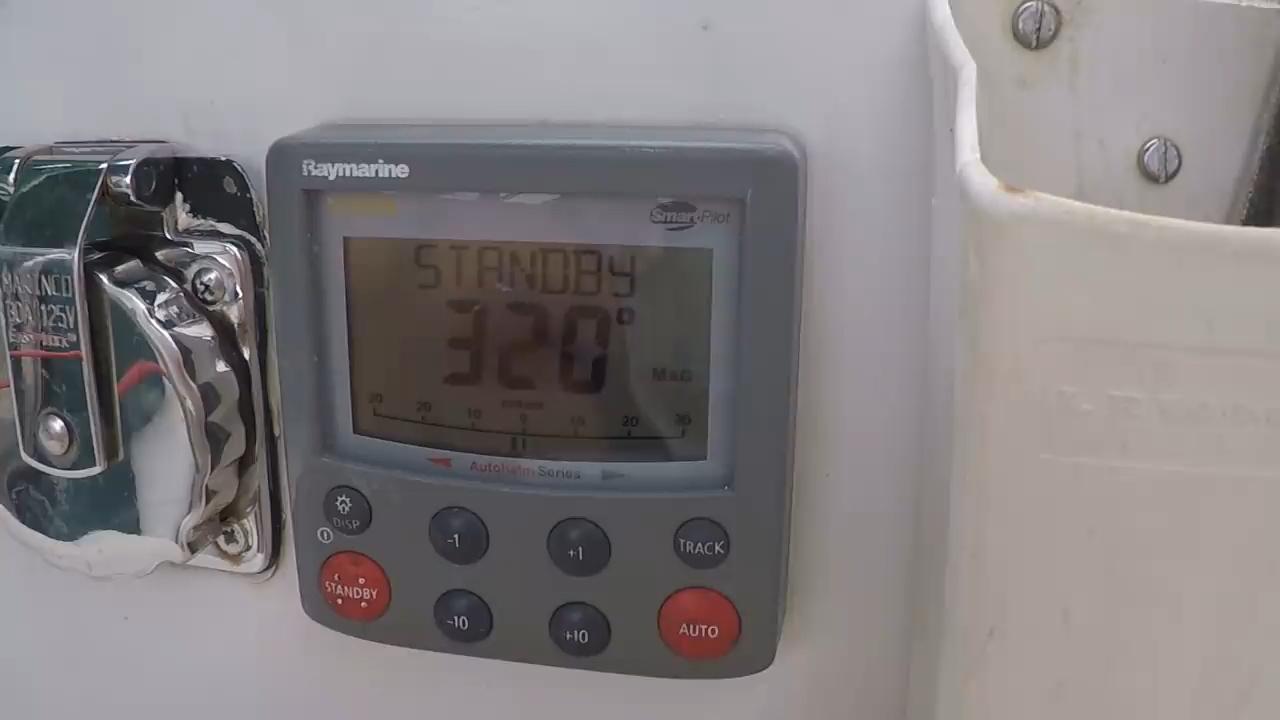 Raymarine
SmartPilot
STANDBY
320°
MAG
30 20 10 0 10 20 30
Autohelm Series
DISP
-1
+1
TRACK
STANDBY
-10
+10
AUTO
MARINCO
30A 125V